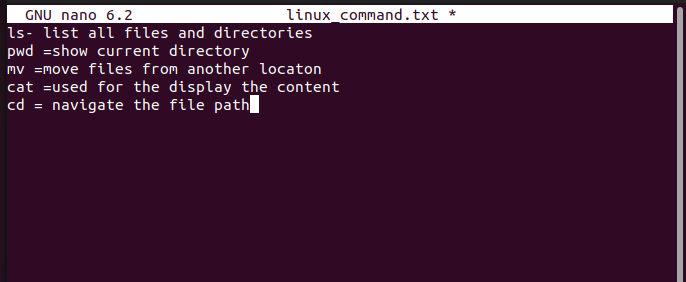 GNU nano 6.2 linux_command.txt *
ls- list all files and directories
pwd =show current directory
mv =move files from another locaton
cat =used for the display the content
cd = navigate the file path